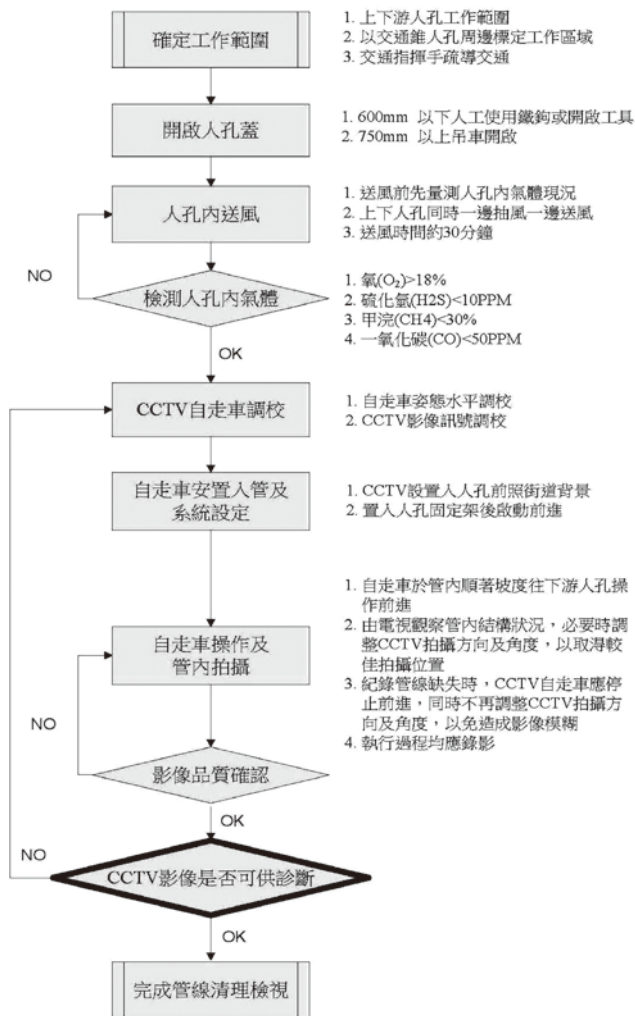 確定工作範圍
1. 上下游人孔工作範圍
2. 以交通錐人孔周邊標定工作區域
3. 交通指揮手疏導交通
開啟人孔蓋
1. 600mm 以下人工使用鐵鉤或開啟工具
2. 750mm 以上吊車開啟
人孔內送風
1. 送風前先量測人孔內氣體現況
2. 上下人孔同時一邊抽風一邊送風
3. 送風時間約30分鐘
NO
檢測人孔內氣體
1. 氧(O₂)>18%
2. 硫化氫(H2S)<10PPM
3. 甲浣(CH4)<30%
4. 一氧化碳(CO)<50PPM
OK
CCTV自走車調校
1. 自走車姿態水平調校
2. CCTV影像訊號調校
自走車安置入管及
系統設定
1. CCTV設置入人孔前照街道背景
2. 置入人孔固定架後啟動前進
自走車操作及
管內拍攝
1. 自走車於管內順著坡度往下游人孔操
作前進
2. 由電視觀察管內結構狀況，必要時調
整CCTV拍攝方向及角度，以取得較
佳拍攝位置
3. 紀錄管線缺失時，CCTV自走車應停
止前進，同時不再調整CCTV拍攝方
向及角度，以免造成影像模糊
4. 執行過程均應錄影
影像品質確認
OK
NO
CCTV影像是否可供診斷
OK
完成管線清理檢視